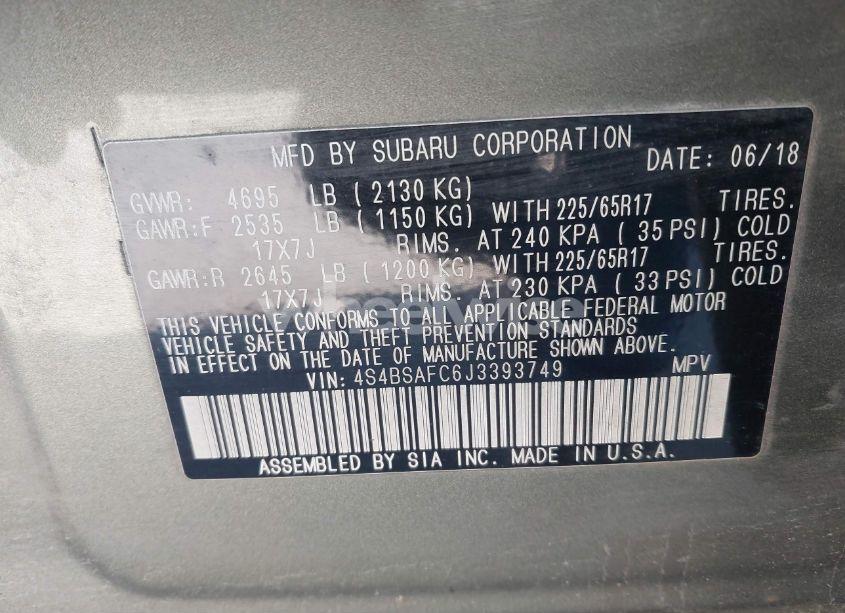 MFD BY SUBARU CORPORATION DATE: 06/18
GVWR: 4695 LB ( 2130 KG)
GAWR:F 2535 LB ( 1150 KG) WITH 225/65R17 TIRES.
17X7J RIMS. AT 240 KPA ( 35 PSI) COLD
GAWR:R 2645 LB ( 1200 KG) WITH 225/65R17 TIRES.
17X7J RIMS. AT 230 KPA ( 33 PSI) COLD
THIS VEHICLE CONFORMS TO ALL APPLICABLE FEDERAL MOTOR
VEHICLE SAFETY AND THEFT PREVENTION STANDARDS
IN EFFECT ON THE DATE OF MANUFACTURE SHOWN ABOVE.
VIN: 4S4BSAFC6J3393749 MPV
ASSEMBLED BY SIA INC. MADE IN U.S.A.